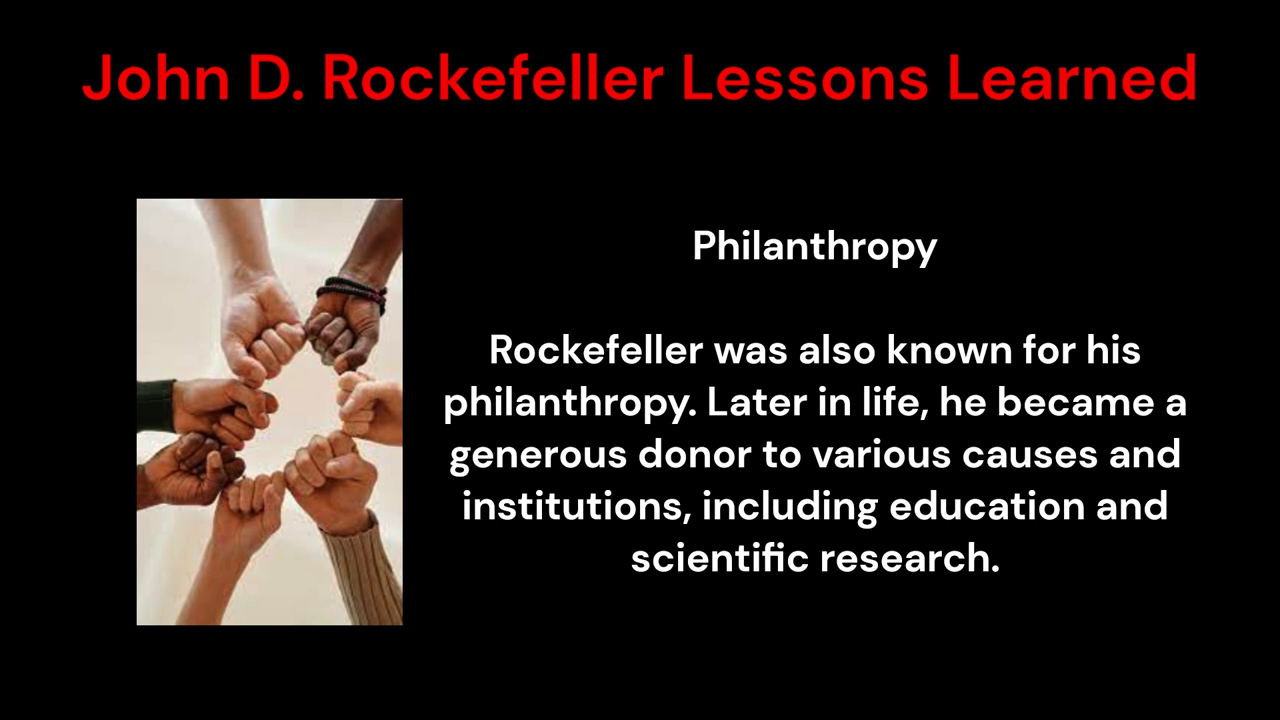 John D. Rockefeller Lessons Learned
Philanthropy
Rockefeller was also known for his
philanthropy. Later in life, he became a
generous donor to various causes and
institutions, including education and
scientific research.